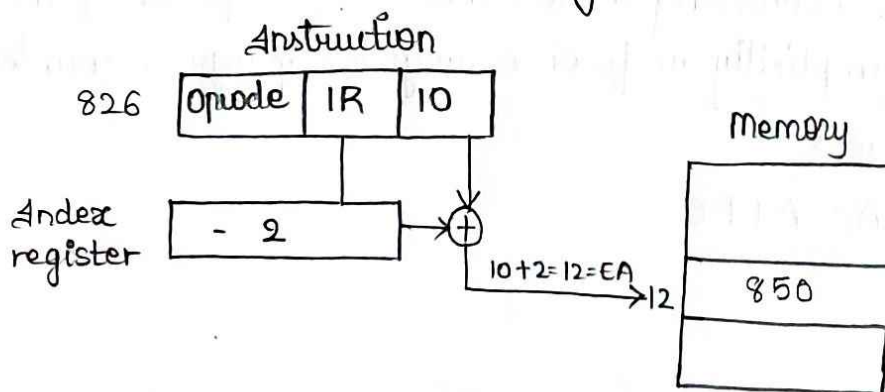 Instruction
826 Opcode IR 10
Memory
Index
register
- 2
+
10+2=12=EA
12
850